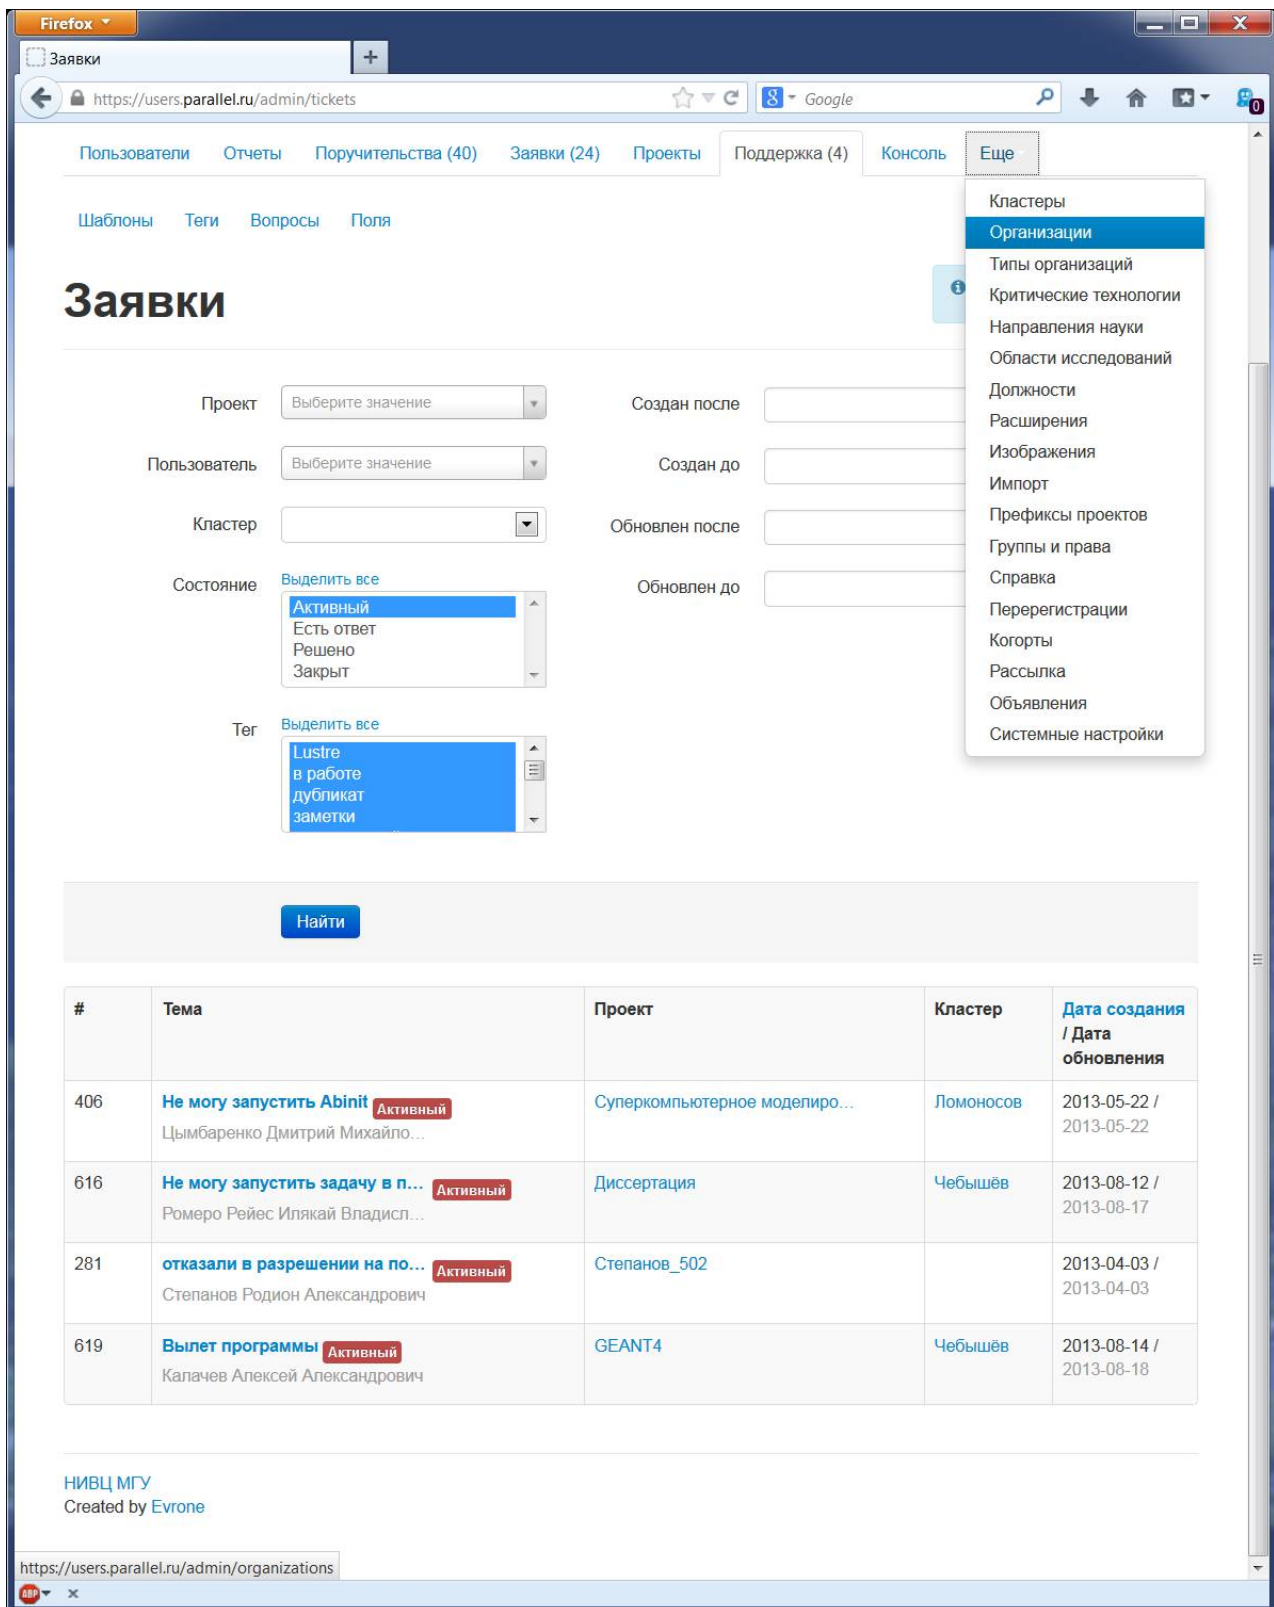 Firefox
Заявки
https://users.parallel.ru/admin/tickets
Google
0
Пользователи Отчеты Поручительства (40) Заявки (24) Проекты Поддержка (4) Консоль Еще
Шаблоны Теги Вопросы Поля
Кластеры
Организации
Типы организаций
Критические технологии
Направления науки
Области исследований
Должности
Расширения
Изображения
Импорт
Префиксы проектов
Группы и права
Справка
Перерегистрации
Когорты
Рассылка
Объявления
Системные настройки
Заявки
Проект Выберите значение Создан после
Пользователь Выберите значение Создан до
Кластер Обновлен после
Состояние Выделить все Обновлен до
Активный
Есть ответ
Решено
Закрыт
Тег Выделить все
Lustre
в работе
дубликат
заметки
Найти
# Тема Проект Кластер Дата создания
/ Дата
обновления
406 Не могу запустить Abinit Активный Суперкомпьютерное моделиро... Ломоносов 2013-05-22 /
Цымбаренко Дмитрий Михайло... 2013-05-22
616 Не могу запустить задачу в п... Активный Диссертация Чебышёв 2013-08-12 /
Ромеро Рейес Илякай Владисл... 2013-08-17
281 отказали в разрешении на по... Активный Степанов_502 2013-04-03 /
Степанов Родион Александрович 2013-04-03
619 Вылет программы Активный GEANT4 Чебышёв 2013-08-14 /
Калачев Алексей Александрович 2013-08-18
НИВЦ МГУ
Created by Evrone
https://users.parallel.ru/admin/organizations
ABP